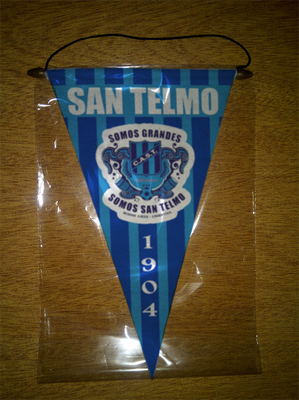 SAN TELMO
SOMOS GRANDES
C.A.S.T.
SOMOS SAN TELMO
1904